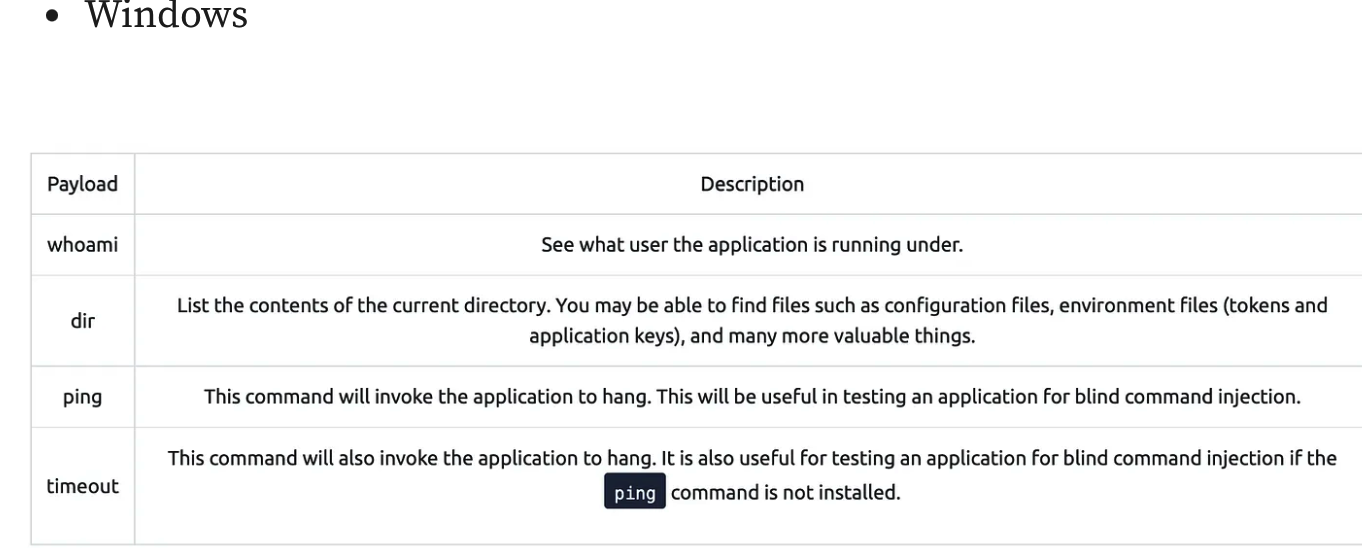 • Windows
Payload Description
whoami See what user the application is running under.
dir List the contents of the current directory. You may be able to find files such as configuration files, environment files (tokens and
application keys), and many more valuable things.
ping This command will invoke the application to hang. This will be useful in testing an application for blind command injection.
timeout This command will also invoke the application to hang. It is also useful for testing an application for blind command injection if the
ping command is not installed.